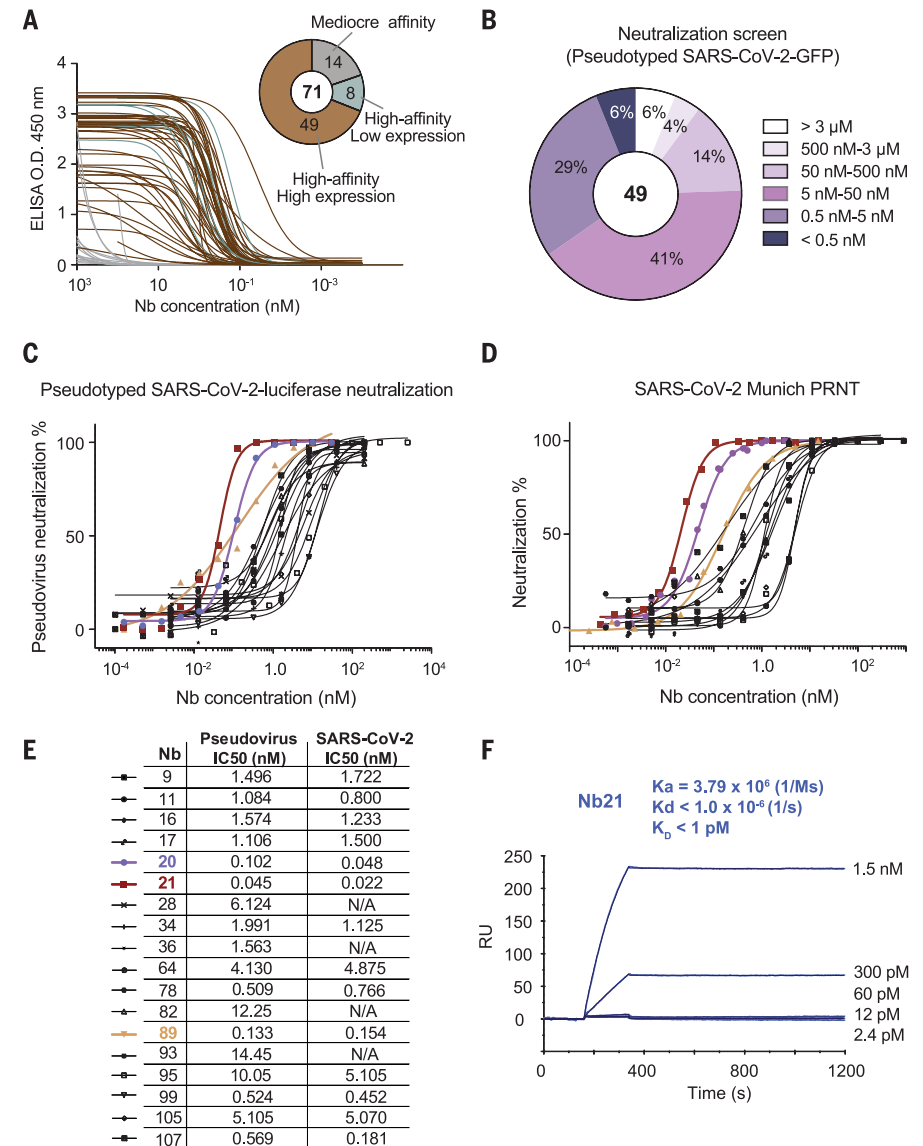 A
Mediocre affinity
14
71
8
49
High-affinity
Low expression
High-affinity
High expression
ELISA O.D. 450 nm
4
3
2
1
0
10³
10
10⁻¹
10⁻³
Nb concentration (nM)
B
Neutralization screen
(Pseudotyped SARS-CoV-2-GFP)
6%
6%
4%
14%
29%
49
41%
> 3 µM
500 nM-3 µM
50 nM-500 nM
5 nM-50 nM
0.5 nM-5 nM
< 0.5 nM
C
Pseudotyped SARS-CoV-2-luciferase neutralization
Pseudovirus neutralization %
100
50
0
10⁻⁴
10⁻²
1.0
10²
10⁴
Nb concentration (nM)
D
SARS-CoV-2 Munich PRNT
Neutralization %
100
50
0
10⁻⁴
10⁻²
1.0
10²
Nb concentration (nM)
E
Nb Pseudovirus IC50 (nM) SARS-CoV-2 IC50 (nM)
9 1.496 1.722
11 1.084 0.800
16 1.574 1.233
17 1.106 1.500
20 0.102 0.048
21 0.045 0.022
28 6.124 N/A
34 1.991 1.125
36 1.563 N/A
64 4.130 4.875
78 0.509 0.766
82 12.25 N/A
89 0.133 0.154
93 14.45 N/A
95 10.05 5.105
99 0.524 0.452
105 5.105 5.070
107 0.569 0.181
F
Nb21
Ka = 3.79 x 10⁶ (1/Ms)
Kd < 1.0 x 10⁻⁶ (1/s)
K_D < 1 pM
RU
250
200
150
100
50
0
1.5 nM
300 pM
60 pM
12 pM
2.4 pM
0
400
800
1200
Time (s)